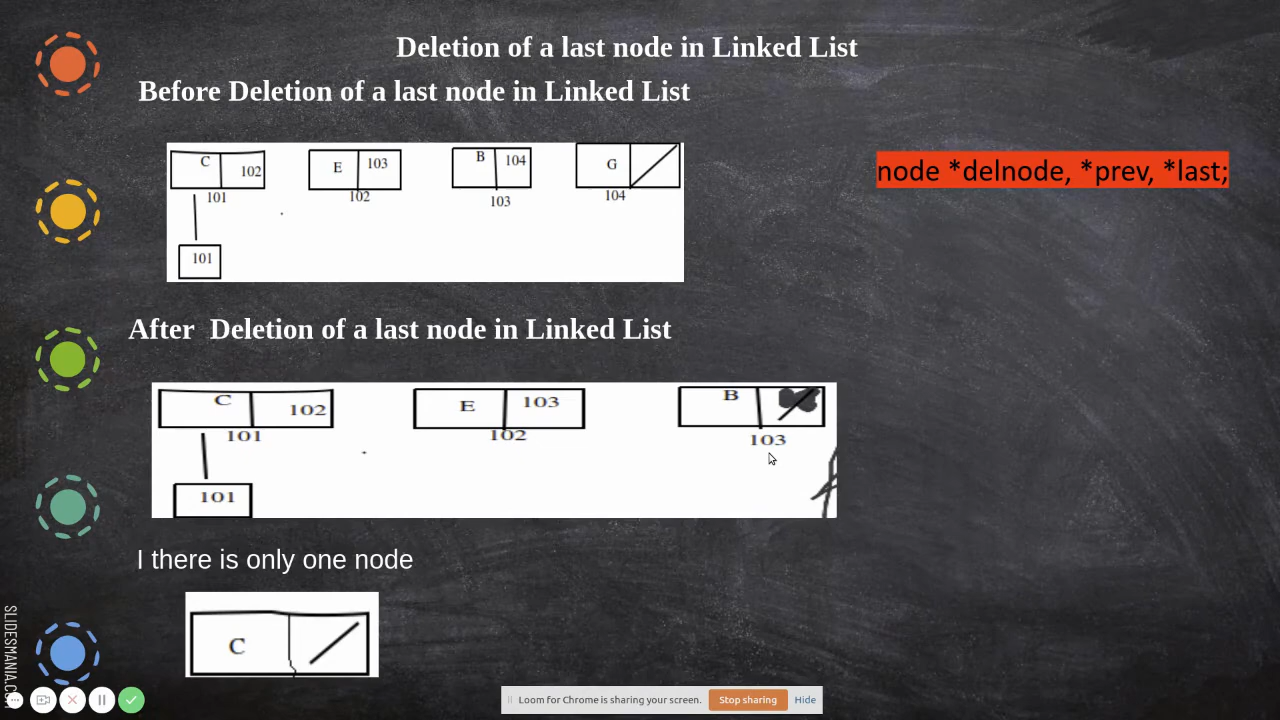 Deletion of a last node in Linked List
Before Deletion of a last node in Linked List
C 102 E 103 B 104 G
101 102 103 104
101
node *delnode, *prev, *last;
After Deletion of a last node in Linked List
C 102 E 103 B
101 102 103
101
I there is only one node
C
SLIDESMANIA.C
Loom for Chrome is sharing your screen. Stop sharing Hide